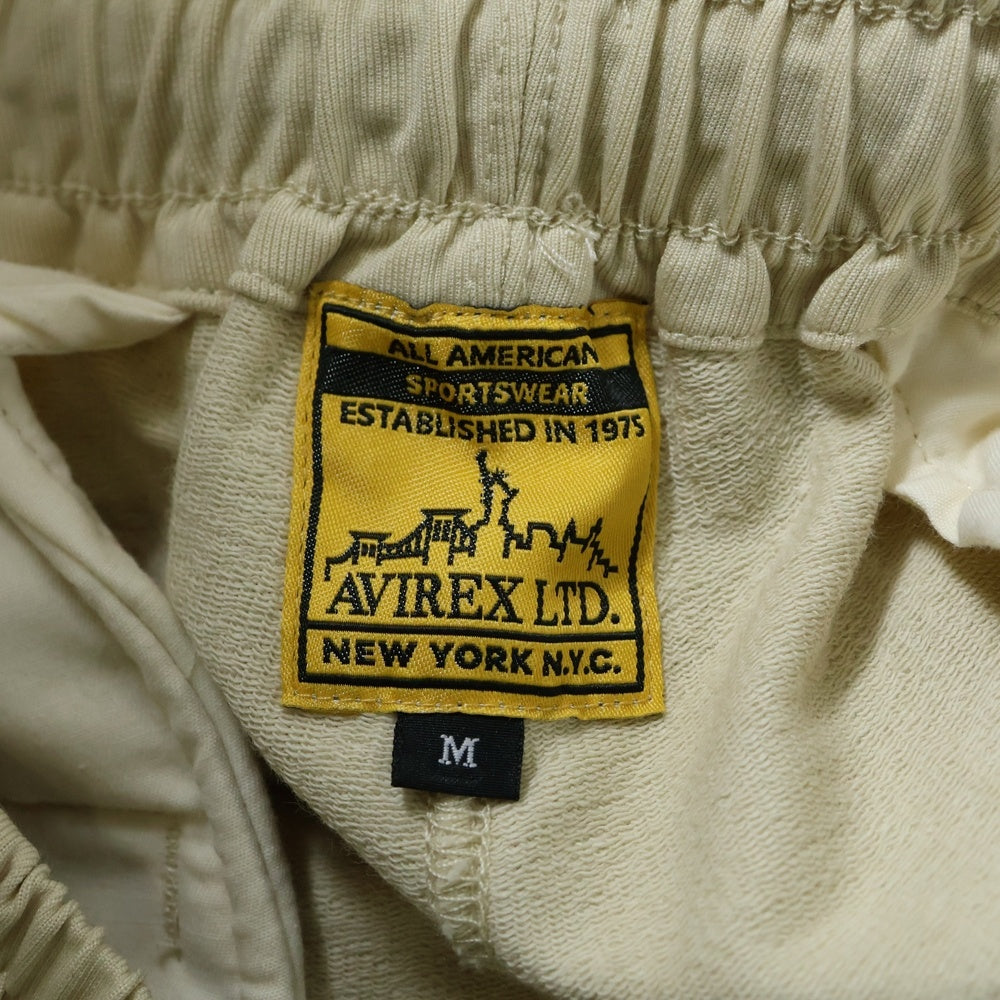 ALL AMERICAN
SPORTSWEAR
ESTABLISHED IN 1975
AVIREX LTD.
NEW YORK N.Y.C.
M